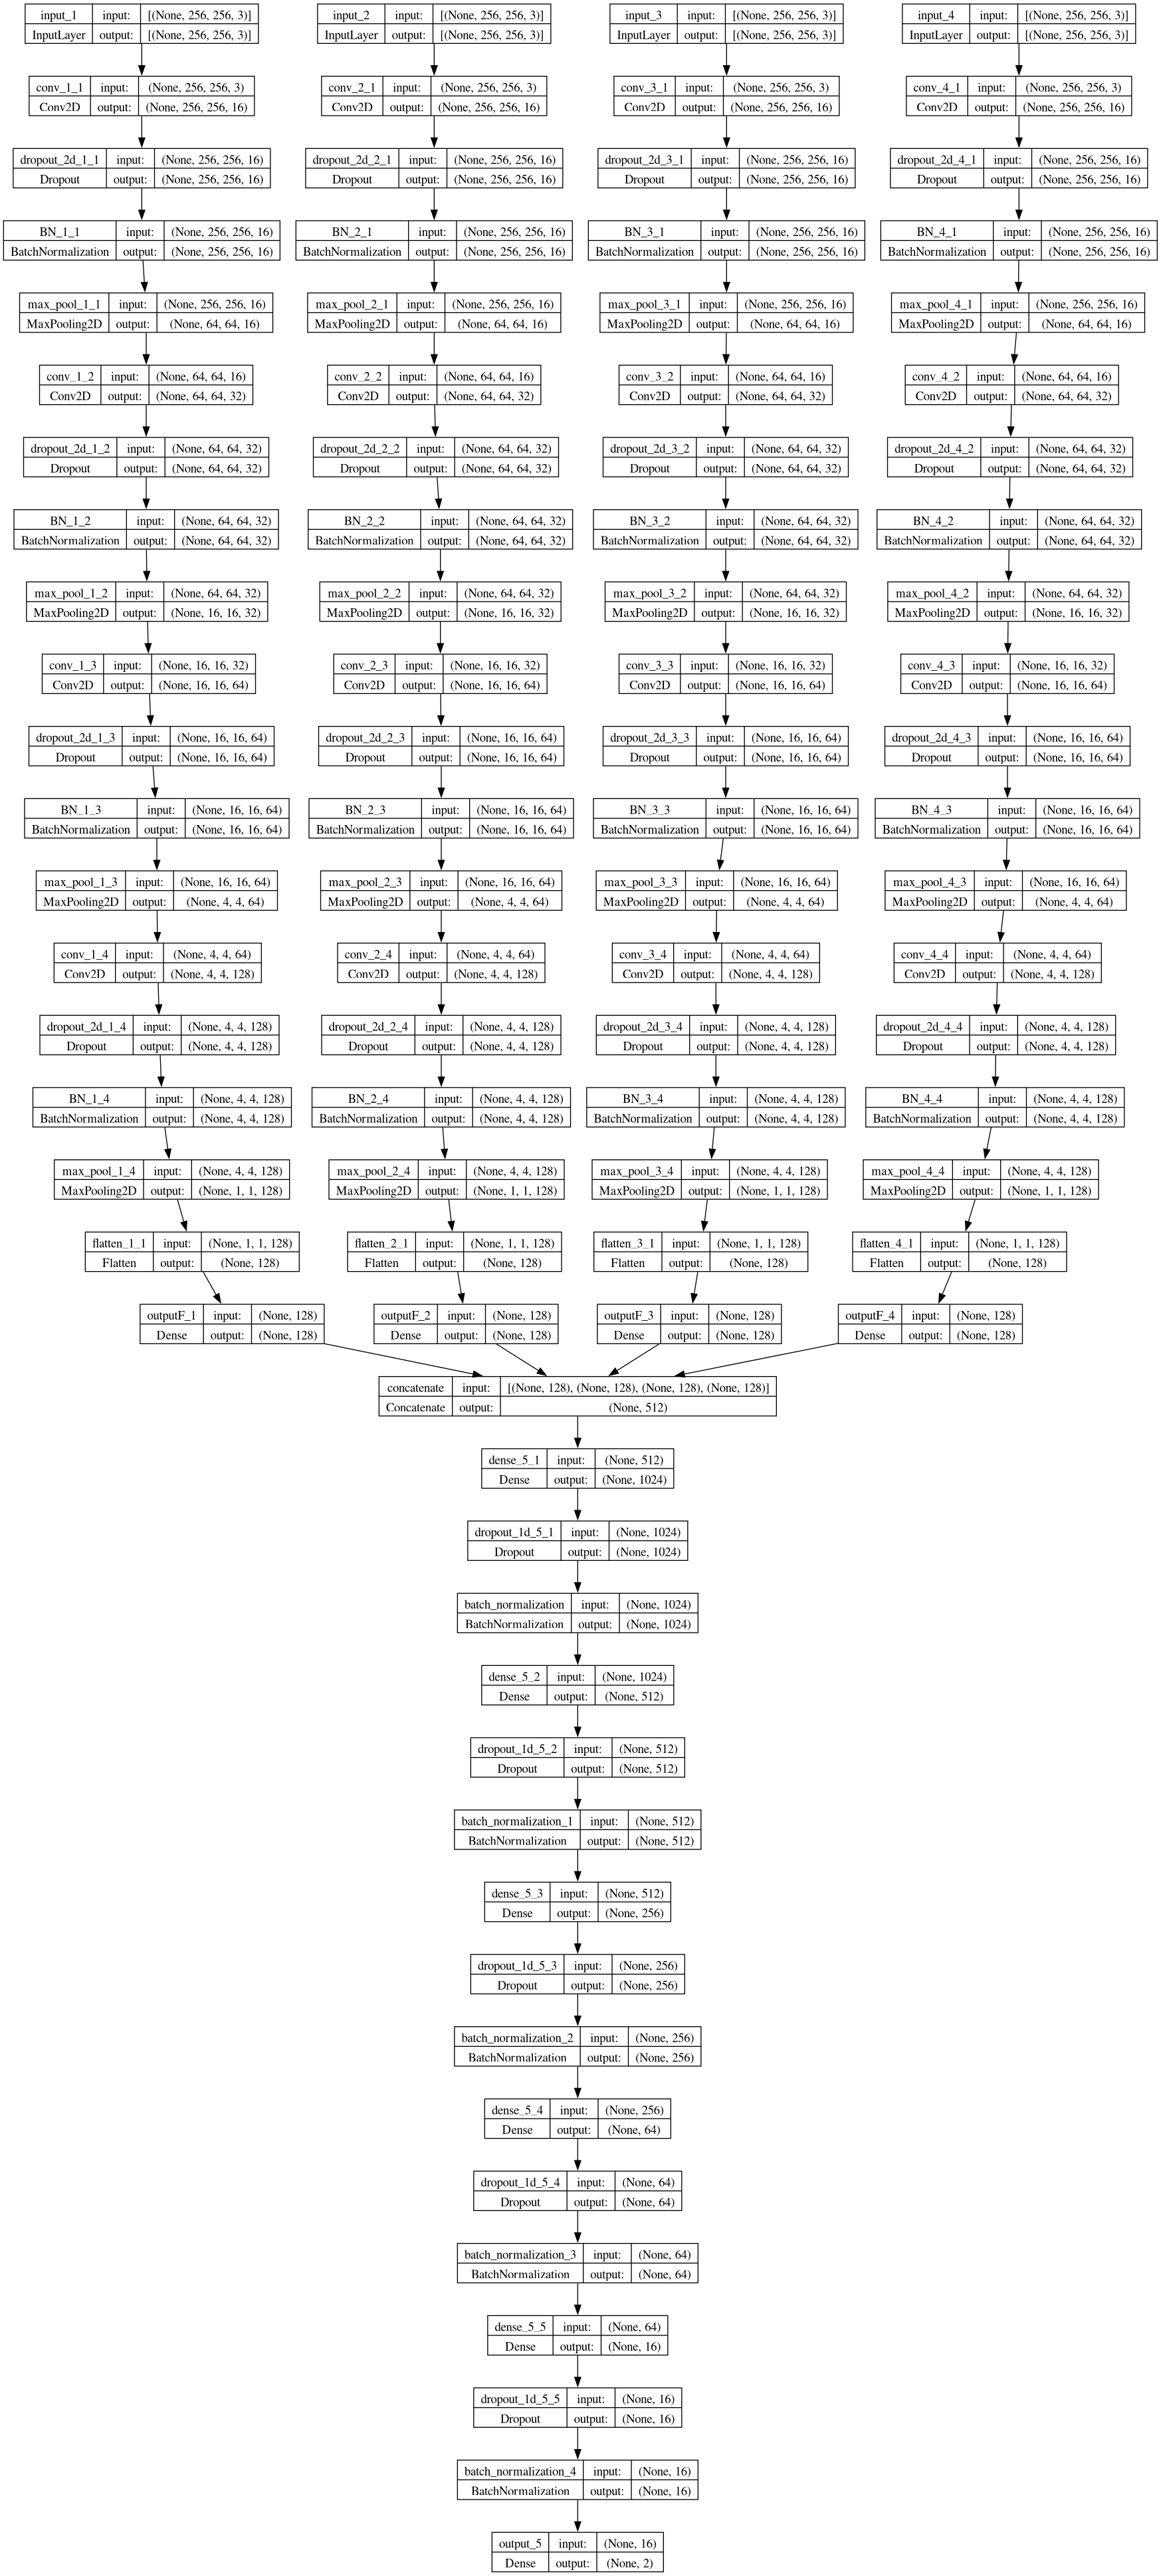 input_1 input: [(None, 256, 256, 3)]
InputLayer output: [(None, 256, 256, 3)]
conv_1_1 input: (None, 256, 256, 3)
Conv2D output: (None, 256, 256, 16)
dropout_2d_1_1 input: (None, 256, 256, 16)
Dropout output: (None, 256, 256, 16)
BN_1_1 input: (None, 256, 256, 16)
BatchNormalization output: (None, 256, 256, 16)
max_pool_1_1 input: (None, 256, 256, 16)
MaxPooling2D output: (None, 64, 64, 16)
conv_1_2 input: (None, 64, 64, 16)
Conv2D output: (None, 64, 64, 32)
dropout_2d_1_2 input: (None, 64, 64, 32)
Dropout output: (None, 64, 64, 32)
BN_1_2 input: (None, 64, 64, 32)
BatchNormalization output: (None, 64, 64, 32)
max_pool_1_2 input: (None, 64, 64, 32)
MaxPooling2D output: (None, 16, 16, 32)
conv_1_3 input: (None, 16, 16, 32)
Conv2D output: (None, 16, 16, 64)
dropout_2d_1_3 input: (None, 16, 16, 64)
Dropout output: (None, 16, 16, 64)
BN_1_3 input: (None, 16, 16, 64)
BatchNormalization output: (None, 16, 16, 64)
max_pool_1_3 input: (None, 16, 16, 64)
MaxPooling2D output: (None, 4, 4, 64)
conv_1_4 input: (None, 4, 4, 64)
Conv2D output: (None, 4, 4, 128)
dropout_2d_1_4 input: (None, 4, 4, 128)
Dropout output: (None, 4, 4, 128)
BN_1_4 input: (None, 4, 4, 128)
BatchNormalization output: (None, 4, 4, 128)
max_pool_1_4 input: (None, 4, 4, 128)
MaxPooling2D output: (None, 1, 1, 128)
flatten_1_1 input: (None, 1, 1, 128)
Flatten output: (None, 128)
outputF_1 input: (None, 128)
Dense output: (None, 128)
input_2 input: [(None, 256, 256, 3)]
InputLayer output: [(None, 256, 256, 3)]
conv_2_1 input: (None, 256, 256, 3)
Conv2D output: (None, 256, 256, 16)
dropout_2d_2_1 input: (None, 256, 256, 16)
Dropout output: (None, 256, 256, 16)
BN_2_1 input: (None, 256, 256, 16)
BatchNormalization output: (None, 256, 256, 16)
max_pool_2_1 input: (None, 256, 256, 16)
MaxPooling2D output: (None, 64, 64, 16)
conv_2_2 input: (None, 64, 64, 16)
Conv2D output: (None, 64, 64, 32)
dropout_2d_2_2 input: (None, 64, 64, 32)
Dropout output: (None, 64, 64, 32)
BN_2_2 input: (None, 64, 64, 32)
BatchNormalization output: (None, 64, 64, 32)
max_pool_2_2 input: (None, 64, 64, 32)
MaxPooling2D output: (None, 16, 16, 32)
conv_2_3 input: (None, 16, 16, 32)
Conv2D output: (None, 16, 16, 64)
dropout_2d_2_3 input: (None, 16, 16, 64)
Dropout output: (None, 16, 16, 64)
BN_2_3 input: (None, 16, 16, 64)
BatchNormalization output: (None, 16, 16, 64)
max_pool_2_3 input: (None, 16, 16, 64)
MaxPooling2D output: (None, 4, 4, 64)
conv_2_4 input: (None, 4, 4, 64)
Conv2D output: (None, 4, 4, 128)
dropout_2d_2_4 input: (None, 4, 4, 128)
Dropout output: (None, 4, 4, 128)
BN_2_4 input: (None, 4, 4, 128)
BatchNormalization output: (None, 4, 4, 128)
max_pool_2_4 input: (None, 4, 4, 128)
MaxPooling2D output: (None, 1, 1, 128)
flatten_2_1 input: (None, 1, 1, 128)
Flatten output: (None, 128)
outputF_2 input: (None, 128)
Dense output: (None, 128)
input_3 input: [(None, 256, 256, 3)]
InputLayer output: [(None, 256, 256, 3)]
conv_3_1 input: (None, 256, 256, 3)
Conv2D output: (None, 256, 256, 16)
dropout_2d_3_1 input: (None, 256, 256, 16)
Dropout output: (None, 256, 256, 16)
BN_3_1 input: (None, 256, 256, 16)
BatchNormalization output: (None, 256, 256, 16)
max_pool_3_1 input: (None, 256, 256, 16)
MaxPooling2D output: (None, 64, 64, 16)
conv_3_2 input: (None, 64, 64, 16)
Conv2D output: (None, 64, 64, 32)
dropout_2d_3_2 input: (None, 64, 64, 32)
Dropout output: (None, 64, 64, 32)
BN_3_2 input: (None, 64, 64, 32)
BatchNormalization output: (None, 64, 64, 32)
max_pool_3_2 input: (None, 64, 64, 32)
MaxPooling2D output: (None, 16, 16, 32)
conv_3_3 input: (None, 16, 16, 32)
Conv2D output: (None, 16, 16, 64)
dropout_2d_3_3 input: (None, 16, 16, 64)
Dropout output: (None, 16, 16, 64)
BN_3_3 input: (None, 16, 16, 64)
BatchNormalization output: (None, 16, 16, 64)
max_pool_3_3 input: (None, 16, 16, 64)
MaxPooling2D output: (None, 4, 4, 64)
conv_3_4 input: (None, 4, 4, 64)
Conv2D output: (None, 4, 4, 128)
dropout_2d_3_4 input: (None, 4, 4, 128)
Dropout output: (None, 4, 4, 128)
BN_3_4 input: (None, 4, 4, 128)
BatchNormalization output: (None, 4, 4, 128)
max_pool_3_4 input: (None, 4, 4, 128)
MaxPooling2D output: (None, 1, 1, 128)
flatten_3_1 input: (None, 1, 1, 128)
Flatten output: (None, 128)
outputF_3 input: (None, 128)
Dense output: (None, 128)
input_4 input: [(None, 256, 256, 3)]
InputLayer output: [(None, 256, 256, 3)]
conv_4_1 input: (None, 256, 256, 3)
Conv2D output: (None, 256, 256, 16)
dropout_2d_4_1 input: (None, 256, 256, 16)
Dropout output: (None, 256, 256, 16)
BN_4_1 input: (None, 256, 256, 16)
BatchNormalization output: (None, 256, 256, 16)
max_pool_4_1 input: (None, 256, 256, 16)
MaxPooling2D output: (None, 64, 64, 16)
conv_4_2 input: (None, 64, 64, 16)
Conv2D output: (None, 64, 64, 32)
dropout_2d_4_2 input: (None, 64, 64, 32)
Dropout output: (None, 64, 64, 32)
BN_4_2 input: (None, 64, 64, 32)
BatchNormalization output: (None, 64, 64, 32)
max_pool_4_2 input: (None, 64, 64, 32)
MaxPooling2D output: (None, 16, 16, 32)
conv_4_3 input: (None, 16, 16, 32)
Conv2D output: (None, 16, 16, 64)
dropout_2d_4_3 input: (None, 16, 16, 64)
Dropout output: (None, 16, 16, 64)
BN_4_3 input: (None, 16, 16, 64)
BatchNormalization output: (None, 16, 16, 64)
max_pool_4_3 input: (None, 16, 16, 64)
MaxPooling2D output: (None, 4, 4, 64)
conv_4_4 input: (None, 4, 4, 64)
Conv2D output: (None, 4, 4, 128)
dropout_2d_4_4 input: (None, 4, 4, 128)
Dropout output: (None, 4, 4, 128)
BN_4_4 input: (None, 4, 4, 128)
BatchNormalization output: (None, 4, 4, 128)
max_pool_4_4 input: (None, 4, 4, 128)
MaxPooling2D output: (None, 1, 1, 128)
flatten_4_1 input: (None, 1, 1, 128)
Flatten output: (None, 128)
outputF_4 input: (None, 128)
Dense output: (None, 128)
concatenate input: [(None, 128), (None, 128), (None, 128), (None, 128)]
Concatenate output: (None, 512)
dense_5_1 input: (None, 512)
Dense output: (None, 1024)
dropout_1d_5_1 input: (None, 1024)
Dropout output: (None, 1024)
batch_normalization input: (None, 1024)
BatchNormalization output: (None, 1024)
dense_5_2 input: (None, 1024)
Dense output: (None, 512)
dropout_1d_5_2 input: (None, 512)
Dropout output: (None, 512)
batch_normalization_1 input: (None, 512)
BatchNormalization output: (None, 512)
dense_5_3 input: (None, 512)
Dense output: (None, 256)
dropout_1d_5_3 input: (None, 256)
Dropout output: (None, 256)
batch_normalization_2 input: (None, 256)
BatchNormalization output: (None, 256)
dense_5_4 input: (None, 256)
Dense output: (None, 64)
dropout_1d_5_4 input: (None, 64)
Dropout output: (None, 64)
batch_normalization_3 input: (None, 64)
BatchNormalization output: (None, 64)
dense_5_5 input: (None, 64)
Dense output: (None, 16)
dropout_1d_5_5 input: (None, 16)
Dropout output: (None, 16)
batch_normalization_4 input: (None, 16)
BatchNormalization output: (None, 16)
output_5 input: (None, 16)
Dense output: (None, 2)